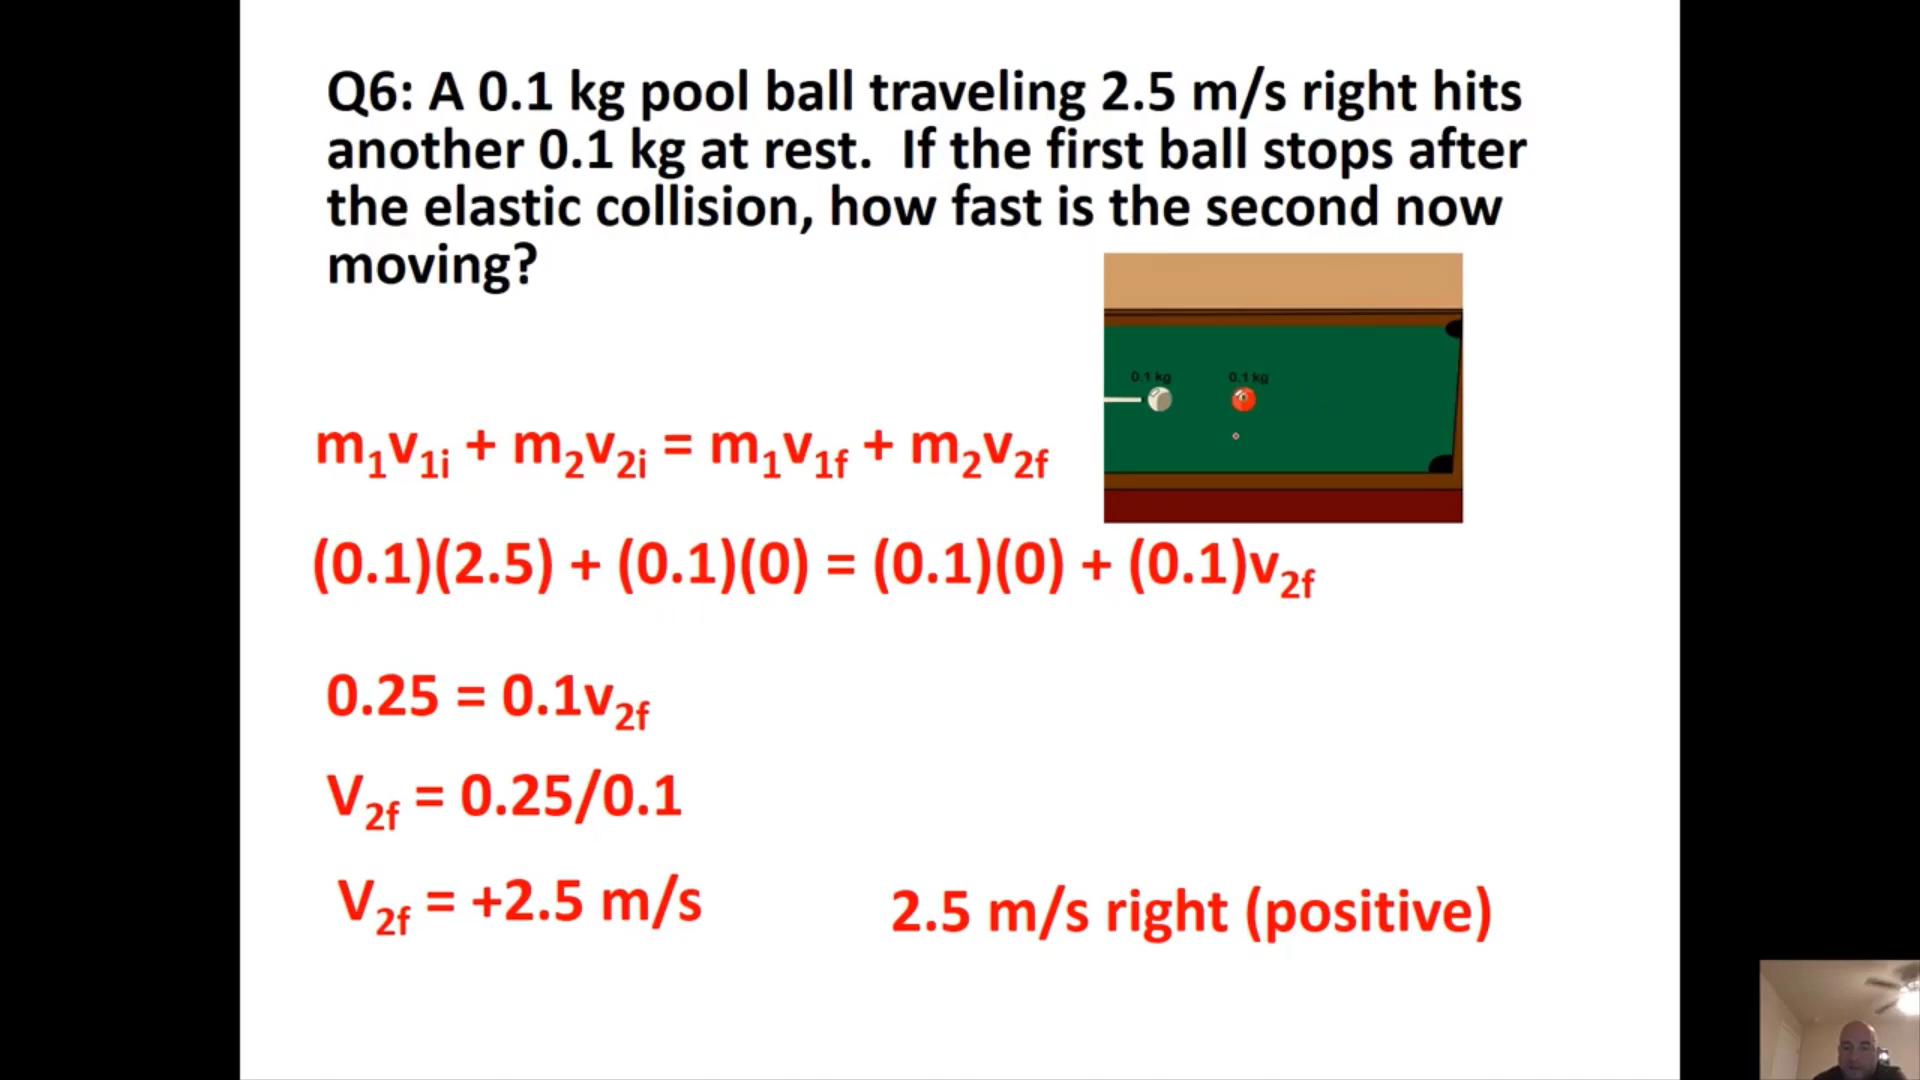 Q6: A 0.1 kg pool ball traveling 2.5 m/s right hits
another 0.1 kg at rest.  If the first ball stops after
the elastic collision, how fast is the second now
moving?
0.1 kg 0.1 kg
m₁v₁ᵢ + m₂v₂ᵢ = m₁v₁f + m₂v₂f
(0.1)(2.5) + (0.1)(0) = (0.1)(0) + (0.1)v₂f
0.25 = 0.1v₂f
V₂f = 0.25/0.1
V₂f = +2.5 m/s
2.5 m/s right (positive)